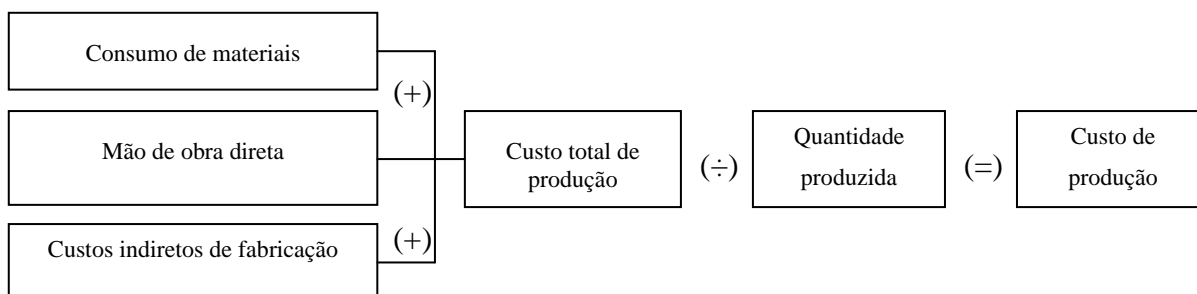 Consumo de materiais
(+)
Mão de obra direta
Custo total de
produção
(÷)
Quantidade
produzida
(=)
Custo de
produção
Custos indiretos de fabricação
(+)